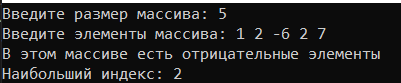 Введите размер массива: 5
Введите элементы массива: 1 2 -6 2 7
В этом массиве есть отрицательные элементы
Наибольший индекс: 2